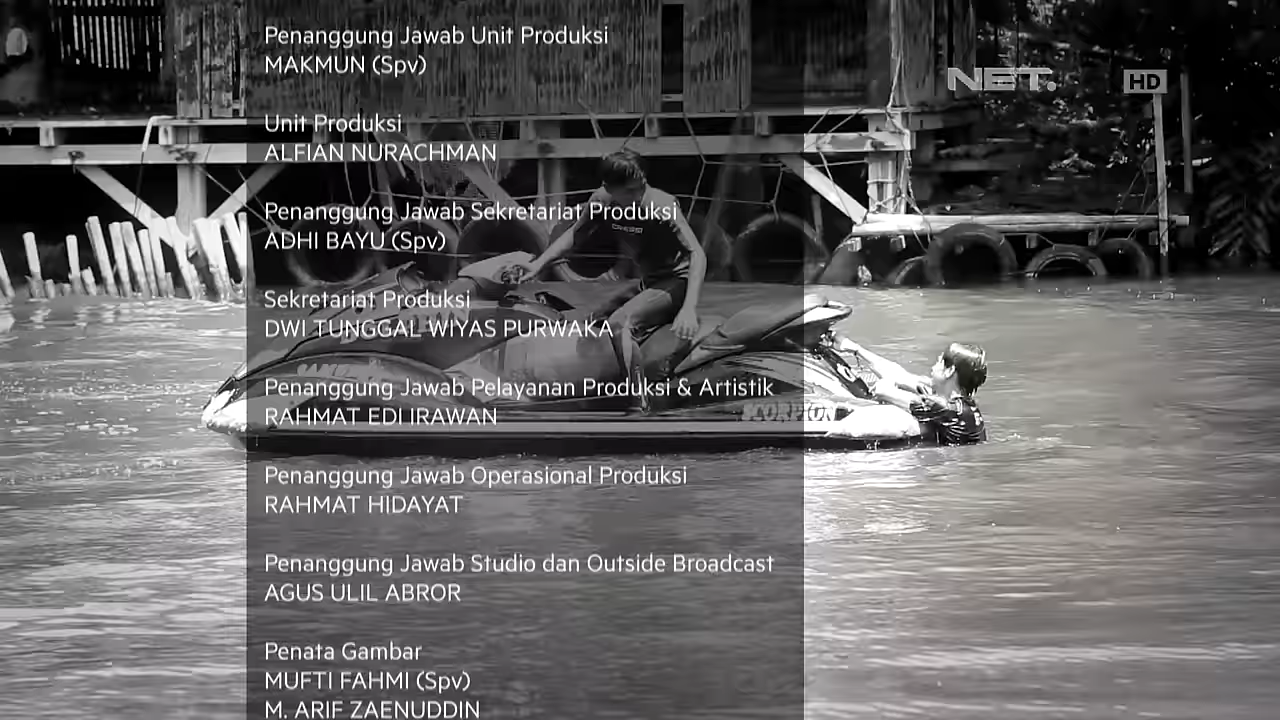 Penanggung Jawab Unit Produksi
MAKMUN (Spv)
NET.
HD
Unit Produksi
ALFIAN NURACHMAN
Penanggung Jawab Sekretariat Produksi
ADHI BAYU (Spv)
CRESSI
Sekretariat Produksi
DWI TUNGGAL WIYAS PURWAKA
Penanggung Jawab Pelayanan Produksi & Artistik
RAHMAT EDI IRAWAN
SCORPION
Penanggung Jawab Operasional Produksi
RAHMAT HIDAYAT
Penanggung Jawab Studio dan Outside Broadcast
AGUS ULIL ABROR
Penata Gambar
MUFTI FAHMI (Spv)
M. ARIF ZAENUDDIN